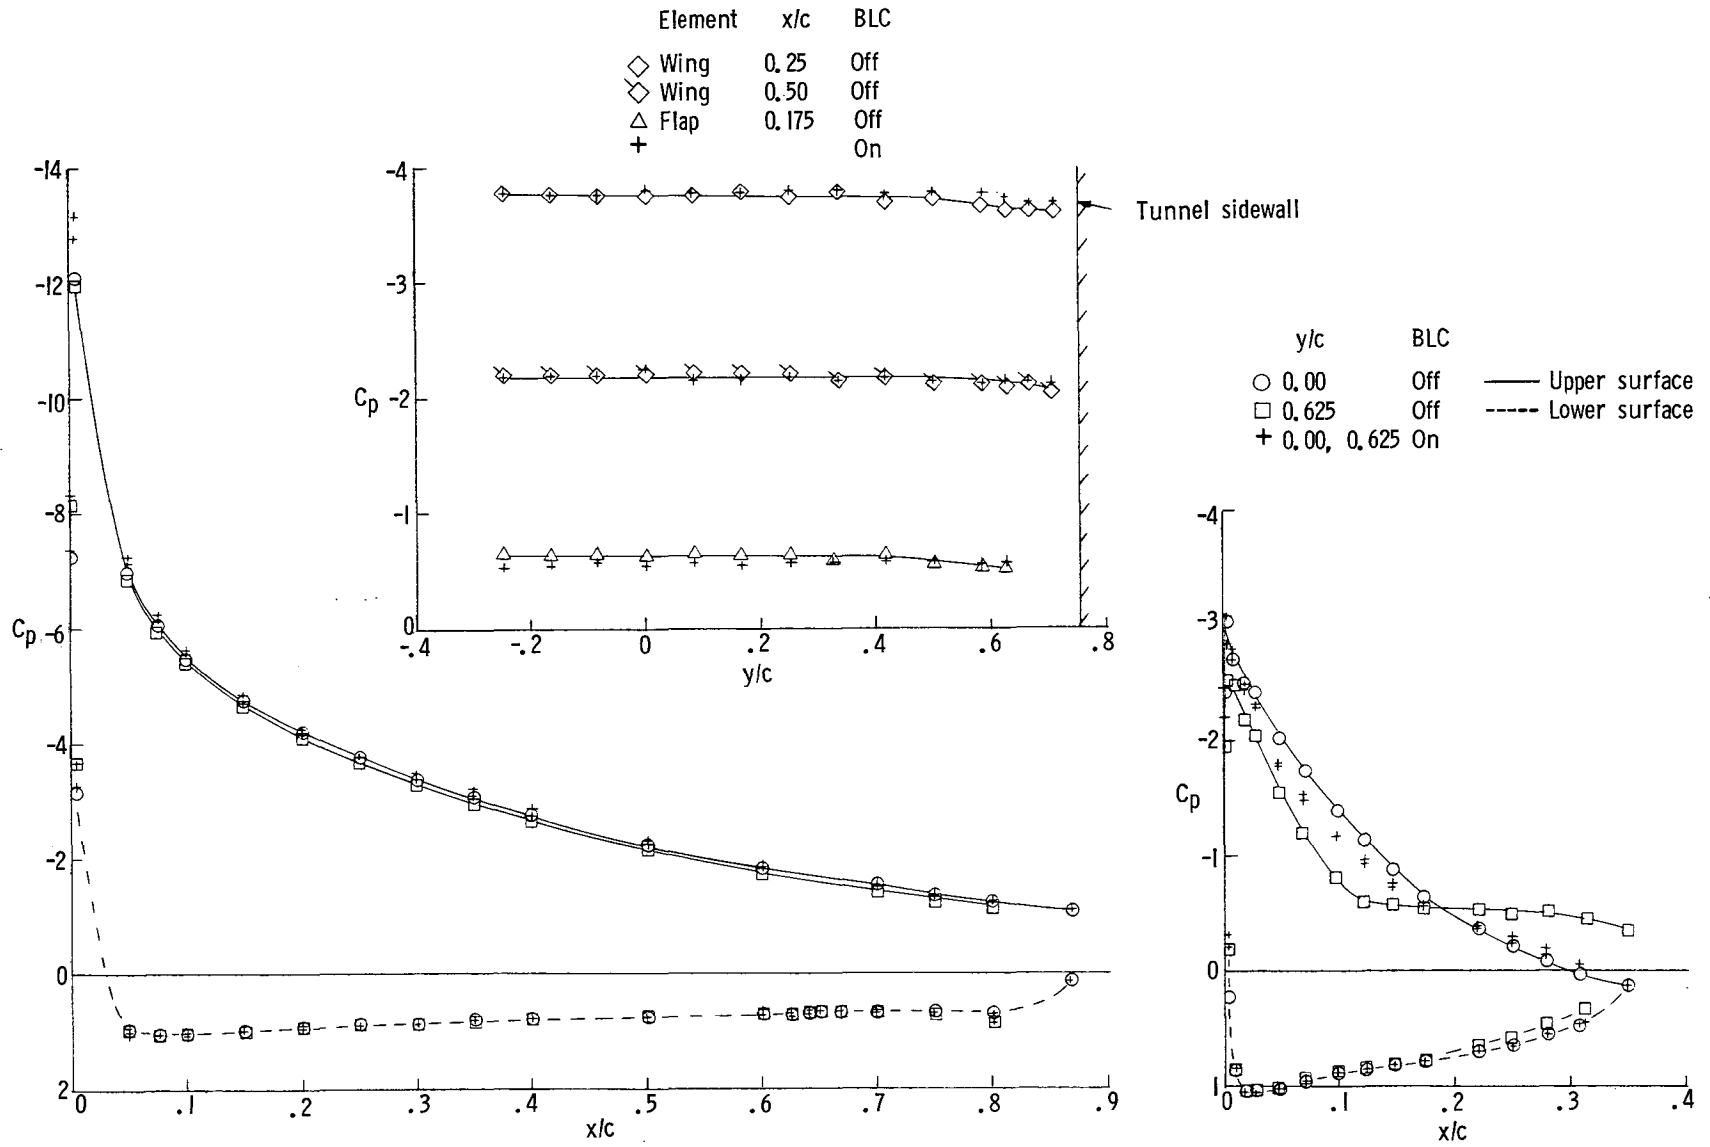 Element x/c BLC
Wing 0.25 Off
Wing 0.50 Off
Flap 0.175 Off
On
-14
-12
-10
-8
-6
-4
-2
0
2
Cp
0 .1 .2 .3 .4 .5 .6 .7 .8 .9
x/c
-4
-3
-2
-1
0
Cp
-.4 -.2 0 .2 .4 .6 .8
y/c
Tunnel sidewall
y/c BLC
0.00 Off Upper surface
0.625 Off Lower surface
0.00, 0.625 On
-4
-3
-2
-1
0
1
Cp
0 .1 .2 .3 .4
x/c